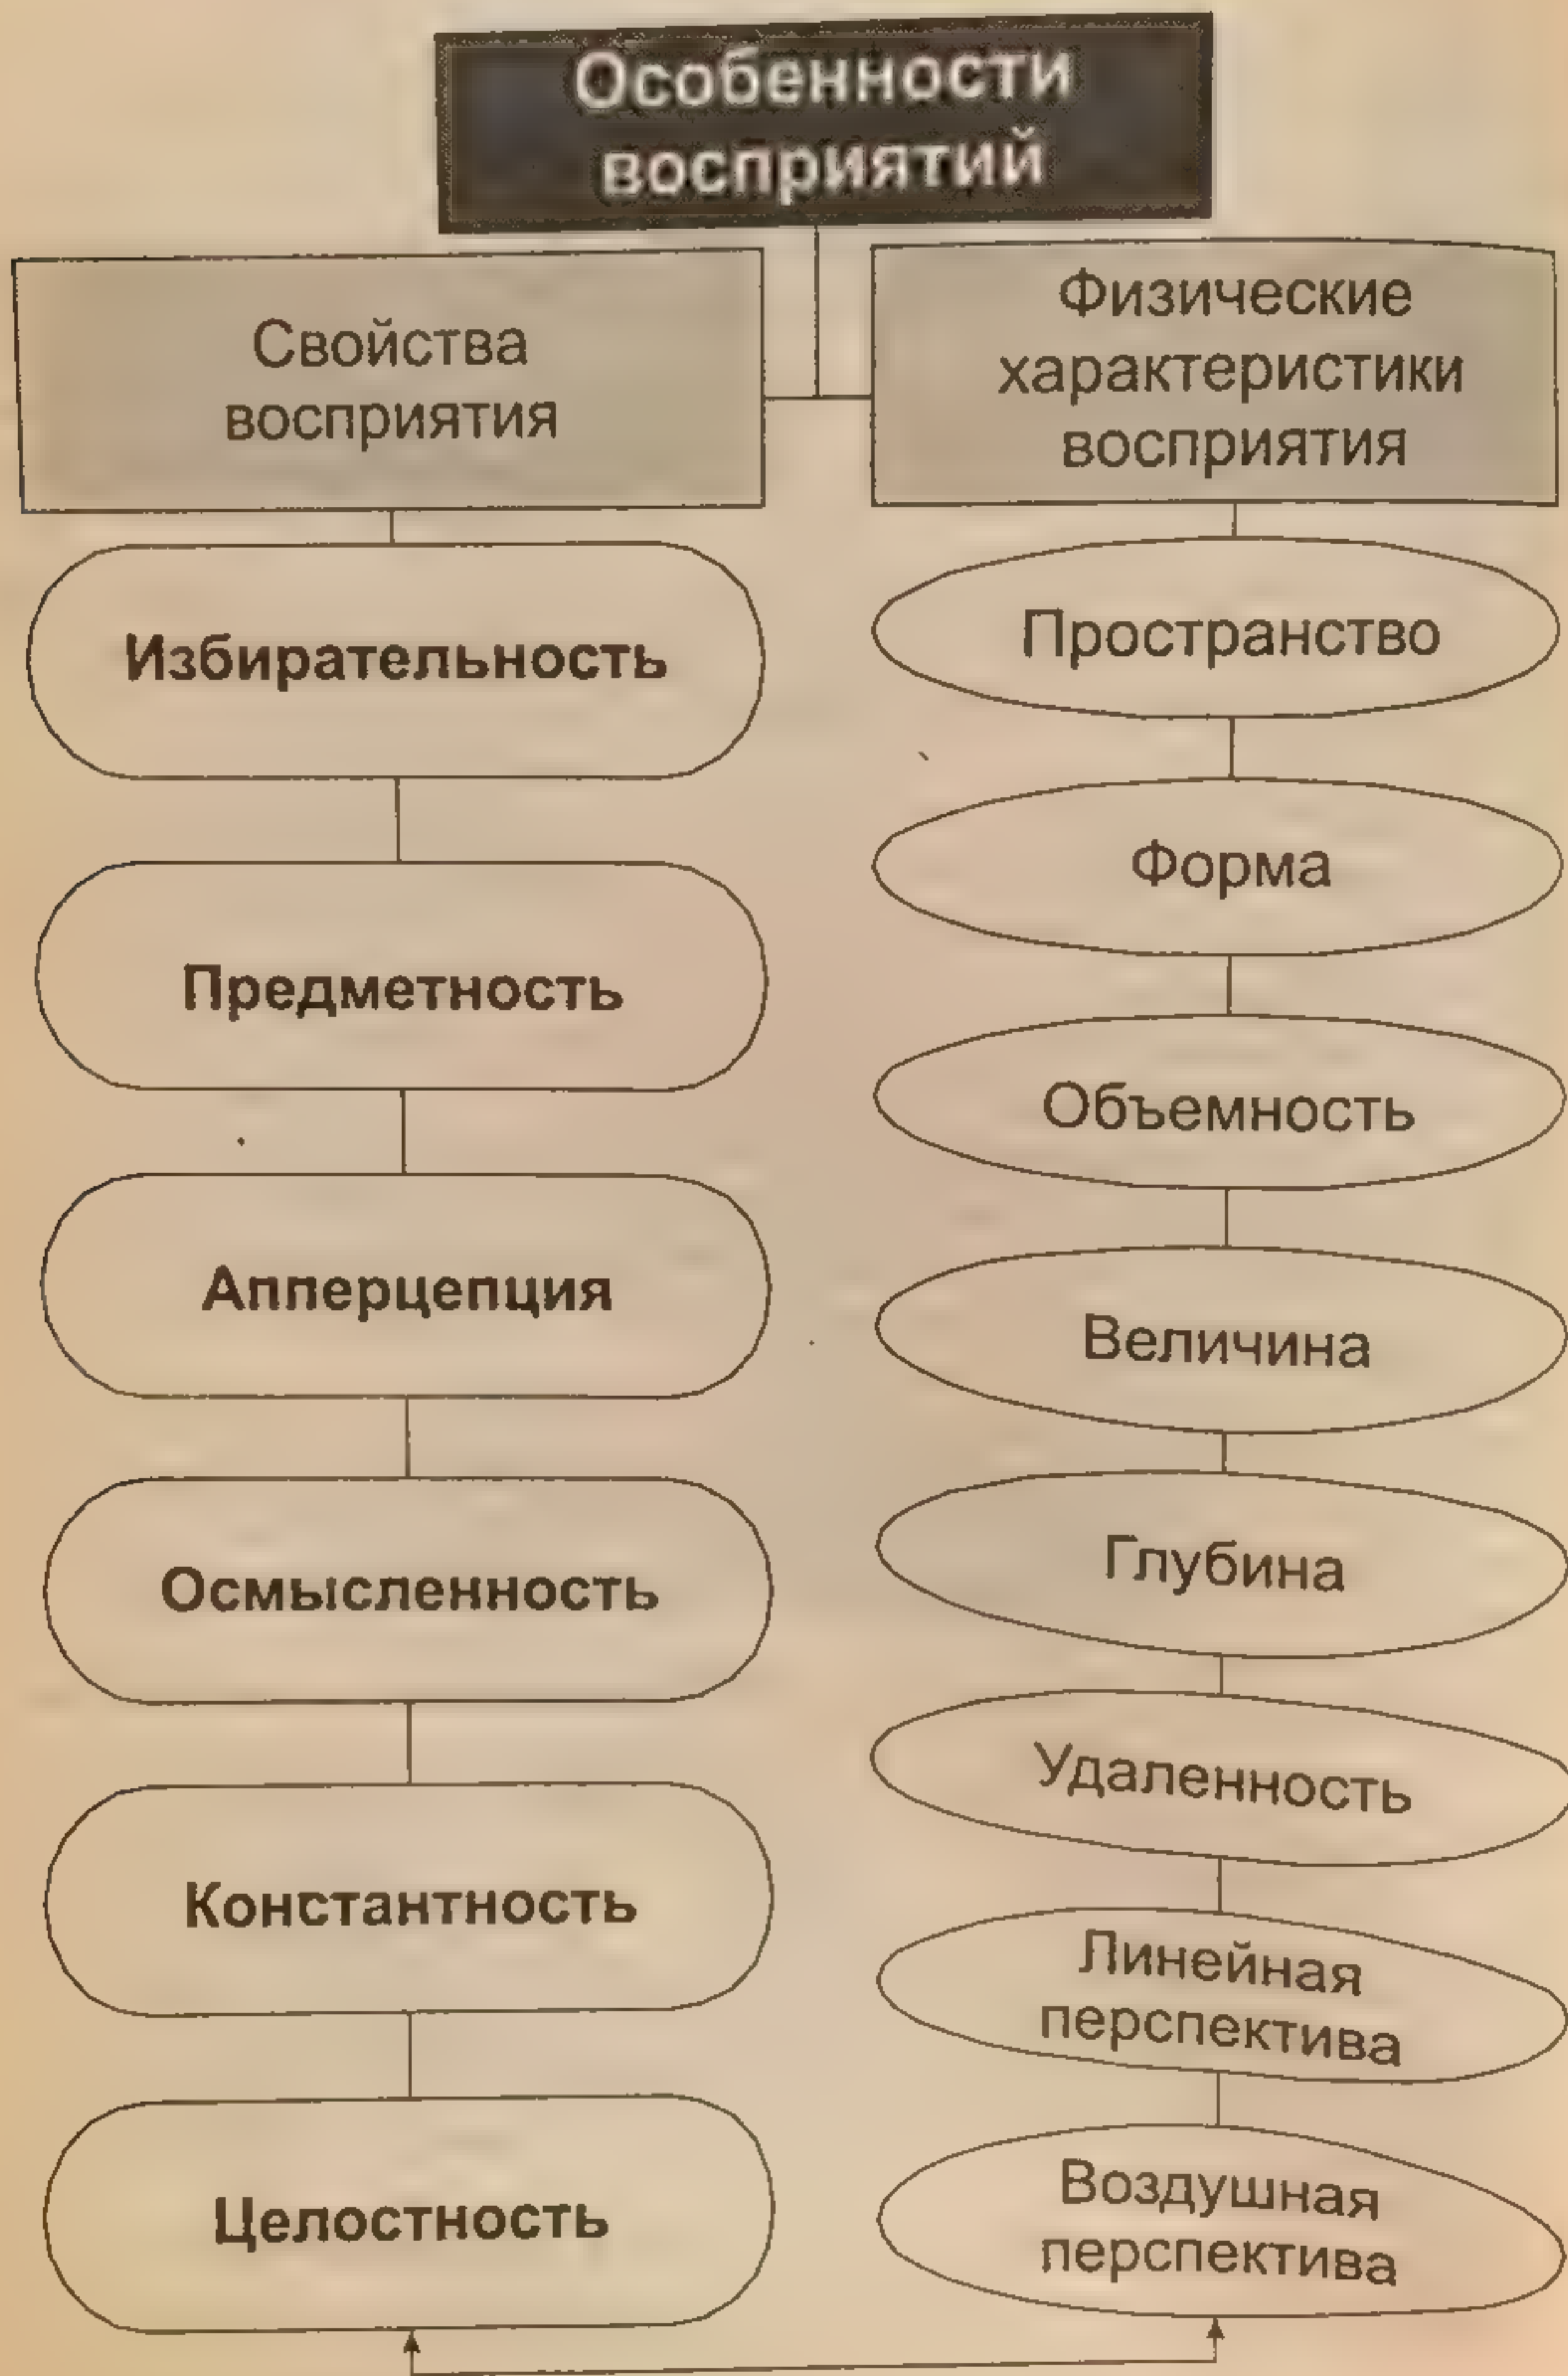 Особенности
восприятий
Свойства
восприятия
Избирательность
Предметность
Апперцепция
Осмысленность
Константность
Целостность
Физические
характеристики
восприятия
Пространство
Форма
Объемность
Величина
Глубина
Удаленность
Линейная
перспектива
Воздушная
перспектива